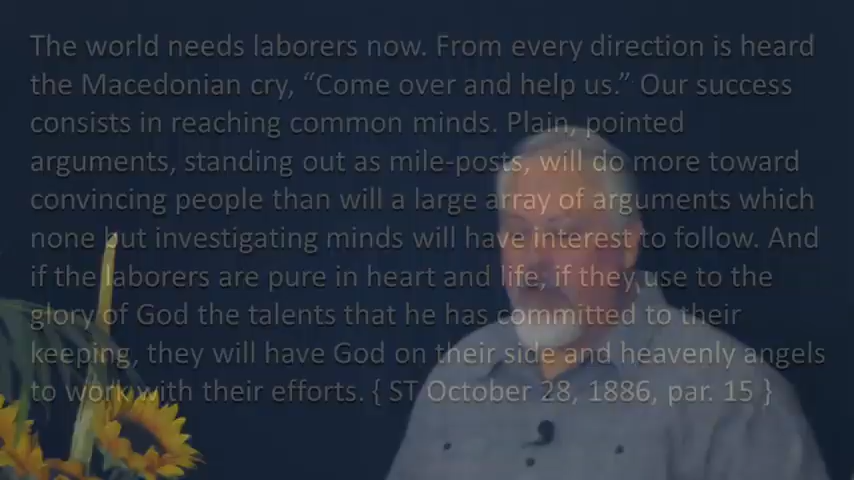 The world needs laborers now. From every direction is heard
the Macedonian cry, “Come over and help us.” Our success
consists in reaching common minds. Plain, pointed
arguments, standing out as mile-posts, will do more toward
convincing people than will a large array of arguments which
none but investigating minds will have interest to follow. And
if the laborers are pure in heart and life, if they use to the
glory of God the talents that he has committed to their
keeping, they will have God on their side and heavenly angels
to work with their efforts. { ST October 28, 1886, par. 15 }